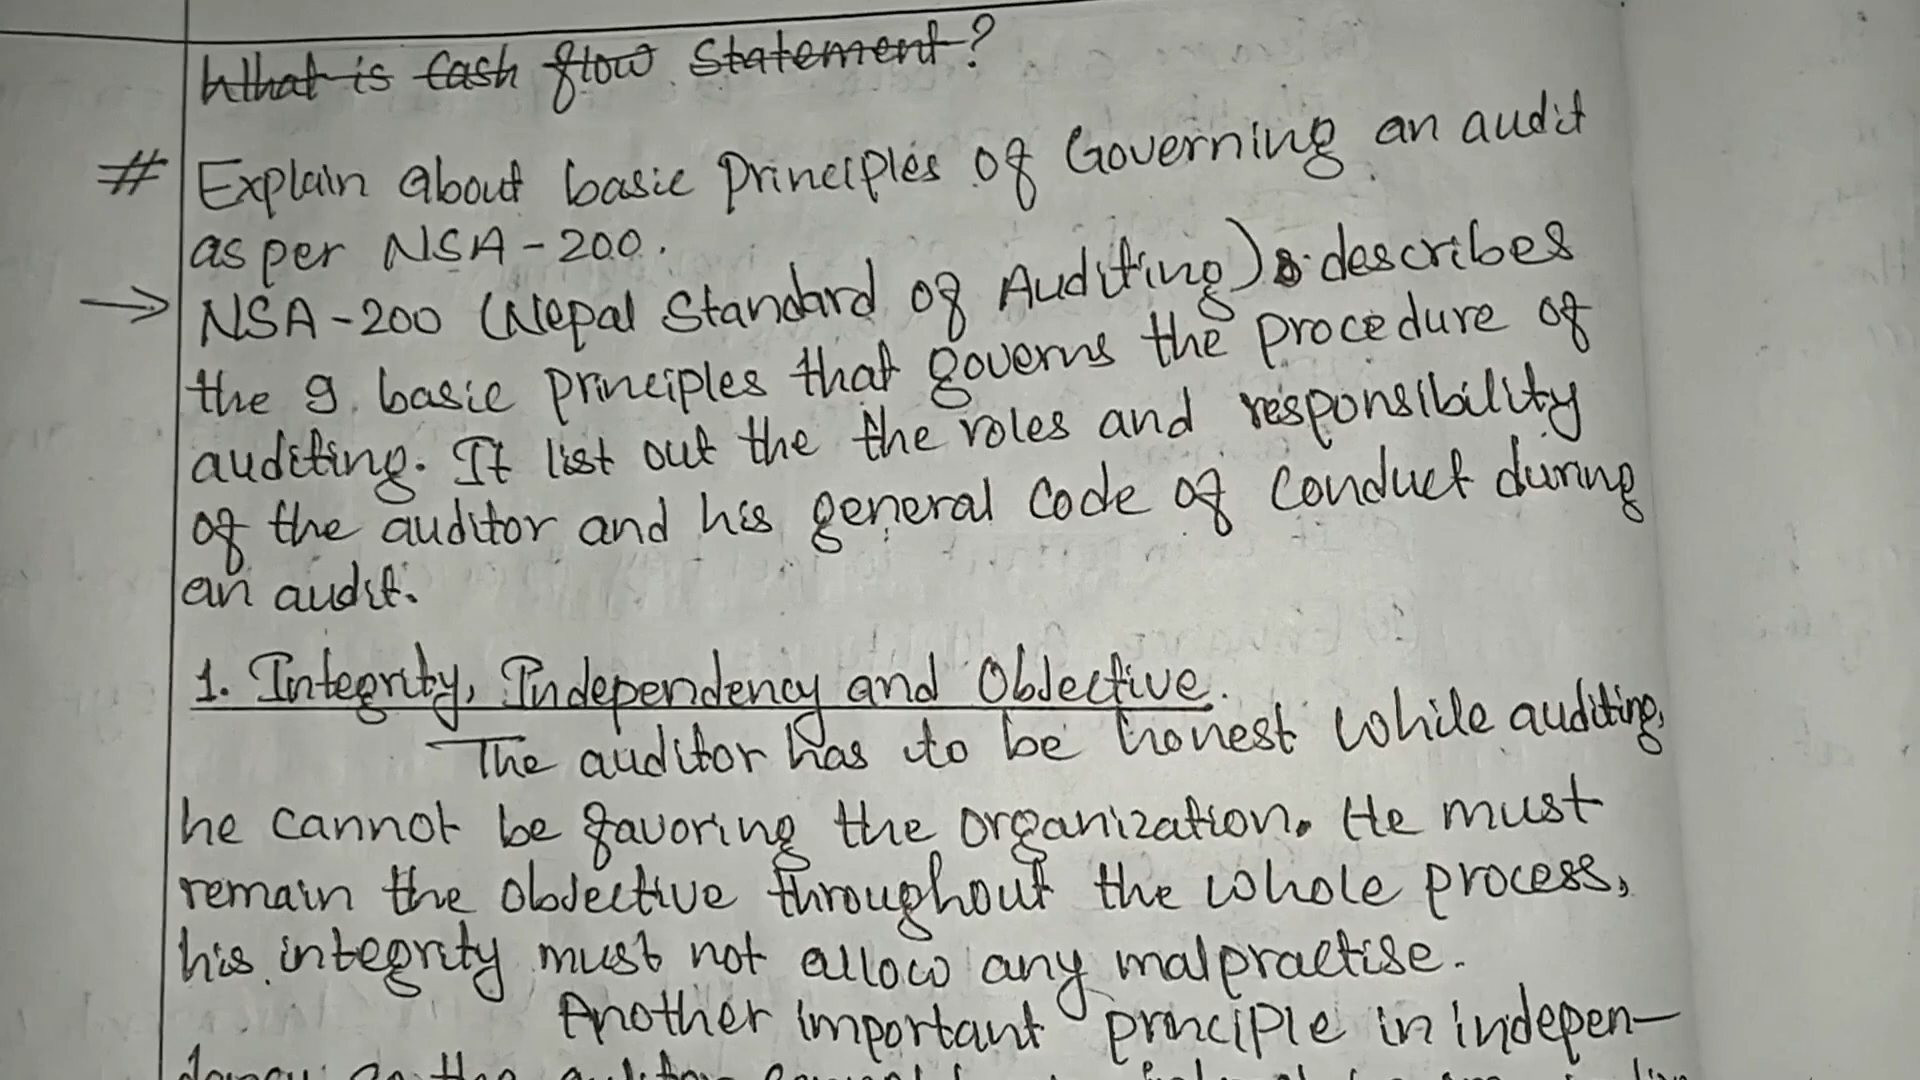 What is Cash flow Statement?
# Explain about basic Principles of Governing an audit
as per NSA-200.
→ NSA-200 (Nepal Standard of Auditing) describes
the 9 basic principles that governs the procedure of
auditing. It list out the the roles and responsibility
of the auditor and his general code of conduct during
an audit.
1. Integrity, Independency and Objective.
The auditor has to be honest while auditing,
he cannot be favoring the organization. He must
remain the objective throughout the whole process,
his integrity must not allow any malpractise.
Another important principle in indepen-